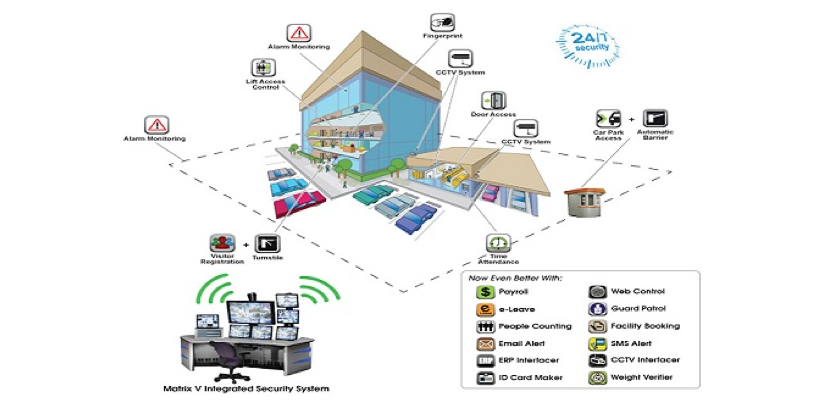 Fingerprint
Alarm Monitoring
24/7
security
CCTV System
Lift Access
Control
Door Access
Alarm Monitoring
CCTV System
Car Park
Access
+
Automatic
Barrier
Visitor
Registration
+
Turnstile
Time
Attendance
Now Even Better With:
$ Payroll
Web Control
e e-Leave
Guard Patrol
People Counting
Facility Booking
Email Alert
SMS Alert
ERP ERP Interfacer
CCTV Interfacer
ID Card Maker
Weight Verifier
Matrix V Integrated Security System